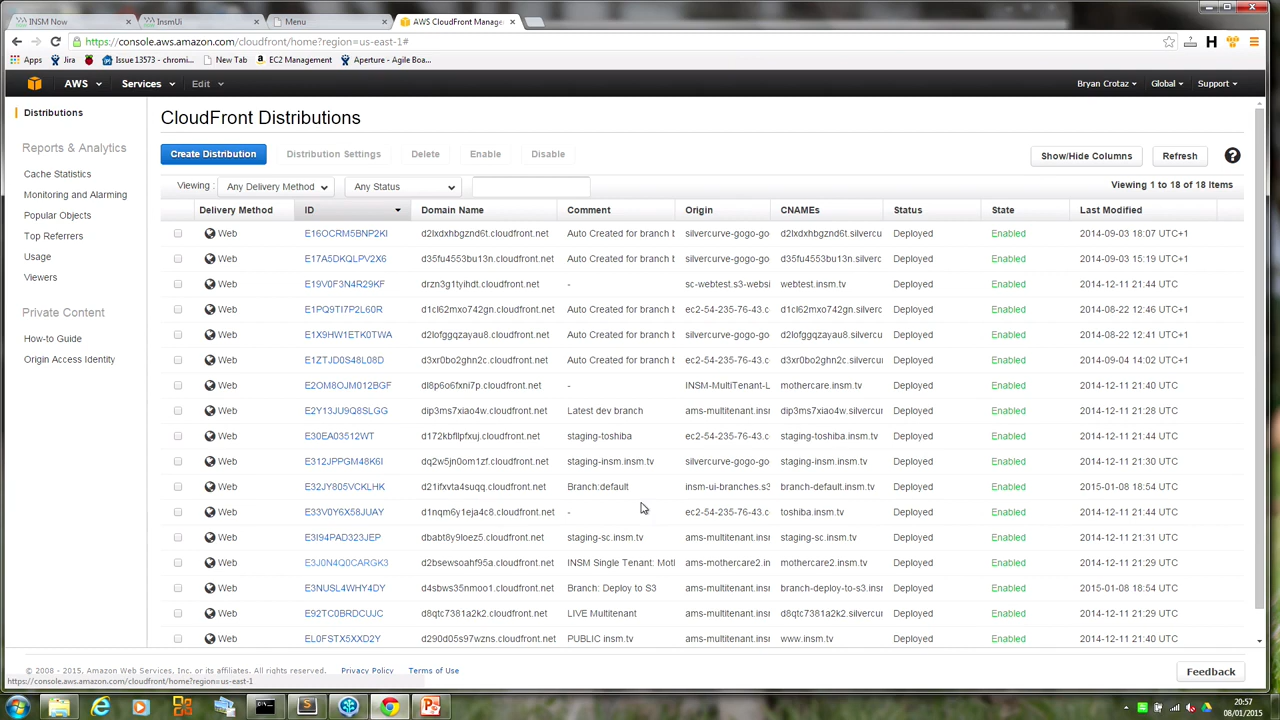 INSM Now
InsmUi
Menu
AWS CloudFront Manage
https://console.aws.amazon.com/cloudfront/home?region=us-east-1#
Apps Jira Issue 13573 - chromi... New Tab EC2 Management Aperture - Agile Boa...
AWS Services Edit Bryan Crotaz Global Support
Distributions
Reports & Analytics
Cache Statistics
Monitoring and Alarming
Popular Objects
Top Referrers
Usage
Viewers
Private Content
How-to Guide
Origin Access Identity
CloudFront Distributions
Create Distribution Distribution Settings Delete Enable Disable Show/Hide Columns Refresh ?
Viewing : Any Delivery Method Any Status Viewing 1 to 18 of 18 Items
Delivery Method ID Domain Name Comment Origin CNAMEs Status State Last Modified
Web E16OCRM5BNP2KI d2lxdxhbgznd6t.cloudfront.net Auto Created for branch b silvercurve-gogo-go d2lxdxhbgznd6t.silvercu Deployed Enabled 2014-09-03 18:07 UTC+1
Web E17A5DKQLPV2X6 d35fu4553bu13n.cloudfront.net Auto Created for branch b silvercurve-gogo-go d35fu4553bu13n.silverc Deployed Enabled 2014-09-03 15:19 UTC+1
Web E19V0F3N4R29KF drzn3g1tyihdt.cloudfront.net - sc-webtest.s3-websi webtest.insm.tv Deployed Enabled 2014-12-11 21:44 UTC
Web E1PQ9TI7P2L60R d1cl62mxo742gn.cloudfront.net Auto Created for branch b ec2-54-235-76-43.c d1cl62mxo742gn.silverc Deployed Enabled 2014-08-22 12:46 UTC+1
Web E1X9HW1ETK0TWA d2lofggqzayau8.cloudfront.net Auto Created for branch b ec2-54-235-76-43.c d2lofggqzayau8.silvercu Deployed Enabled 2014-08-22 12:41 UTC+1
Web E1ZTJD0S48L08D d3xr0bo2ghn2c.cloudfront.net Auto Created for branch b ec2-54-235-76-43.c d3xr0bo2ghn2c.silvercur Deployed Enabled 2014-09-04 14:02 UTC+1
Web E2OM8OJM012BGF dl8p6o6fxni7p.cloudfront.net - INSM-MultiTenant-L mothercare.insm.tv Deployed Enabled 2014-12-11 21:40 UTC
Web E2Y13JU9Q8SLGG dip3ms7xiao4w.cloudfront.net Latest dev branch ams-multitenant.insr dip3ms7xiao4w.silvercur Deployed Enabled 2014-12-11 21:28 UTC
Web E30EA03512WT d172kbfllpfxuj.cloudfront.net staging-toshiba ec2-54-235-76-43.c staging-toshiba.insm.tv Deployed Enabled 2014-12-11 21:44 UTC
Web E312JPPGM48K6I dq2w5jn0om1zf.cloudfront.net staging-insm.insm.tv silvercurve-gogo-go staging-insm.insm.tv Deployed Enabled 2014-12-11 21:44 UTC
Web E32JY805VCKLHK d21ifxvta4suqq.cloudfront.net Branch:default insm-ui-branches.s3 branch-default.insm.tv Deployed Enabled 2015-01-08 18:54 UTC
Web E33V0Y6X58JUAY d1nqm6y1eja4c8.cloudfront.net - ec2-54-235-76-43.c toshiba.insm.tv Deployed Enabled 2014-12-11 21:44 UTC
Web E3I94PAD323JEP dbabt8y9loez5.cloudfront.net staging-sc.insm.tv ams-multitenant.insr staging-sc.insm.tv Deployed Enabled 2014-12-11 21:40 UTC
Web E3J0N4Q0CARGK3 d2bsewsoahf95a.cloudfront.net INSM Single Tenant: Motl ams-mothercare2.in mothercare2.insm.tv Deployed Enabled 2014-12-11 21:29 UTC
Web E3NUSL4WHY4DY d4sbws35nmoo1.cloudfront.net Branch: Deploy to S3 ams-multitenant.insr branch-deploy-to-s3.ins Deployed Enabled 2015-01-08 18:54 UTC
Web E92TC0BRDCUJC d8qtc7381a2k2.cloudfront.net LIVE Multitenant ams-multitenant.insr d8qtc7381a2k2.silvercur Deployed Enabled 2014-12-11 21:29 UTC
Web EL0FSTX5XXD2Y d290d05s97wzns.cloudfront.net PUBLIC insm.tv ams-multitenant.insr www.insm.tv Deployed Enabled 2014-12-11 21:40 UTC
© 2008 - 2015, Amazon Web Services, Inc. or its affiliates. All rights reserved. Privacy Policy Terms of Use Feedback
https://console.aws.amazon.com/cloudfront/home?region=us-east-1
20:57
08/01/2015